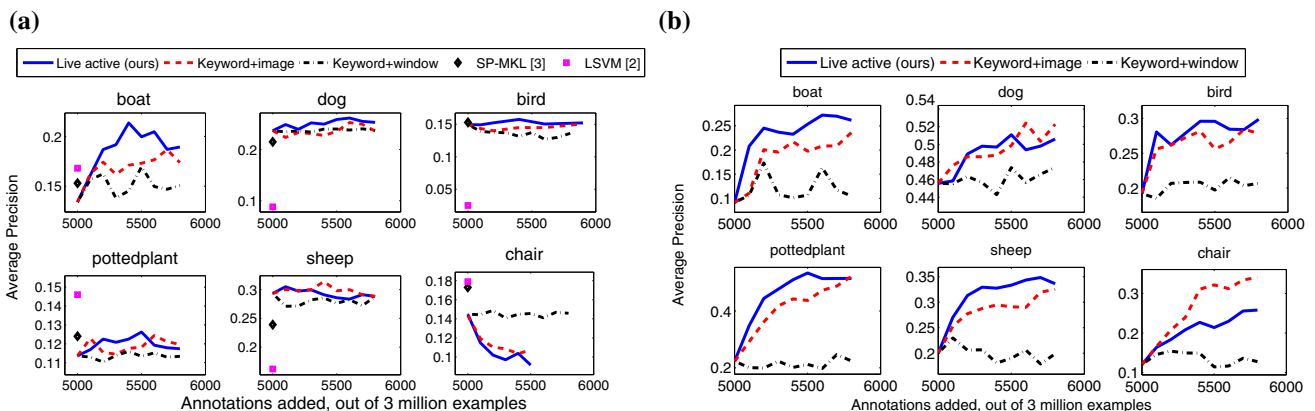 (a)
Live active (ours) Keyword+image Keyword+window SP-MKL [3] LSVM [2]
boat dog bird
0.2
0.15
5000 5500 6000
0.2
0.1
5000 5500 6000
0.15
0.1
0.05
5000 5500 6000
pottedplant sheep chair
0.15
0.14
0.13
0.12
0.11
5000 5500 6000
0.3
0.25
0.2
5000 5500 6000
0.18
0.16
0.14
0.12
0.1
5000 5500 6000
Average Precision
Annotations added, out of 3 million examples
(b)
Live active (ours) Keyword+image Keyword+window
boat dog bird
0.25
0.2
0.15
0.1
5000 5500 6000
0.54
0.52
0.5
0.48
0.46
0.44
5000 5500 6000
0.3
0.25
0.2
5000 5500 6000
pottedplant sheep chair
0.4
0.2
5000 5500 6000
0.35
0.3
0.25
0.2
0.15
5000 5500 6000
0.3
0.2
0.1
5000 5500 6000
Average Precision
Annotations added, out of 3 million examples